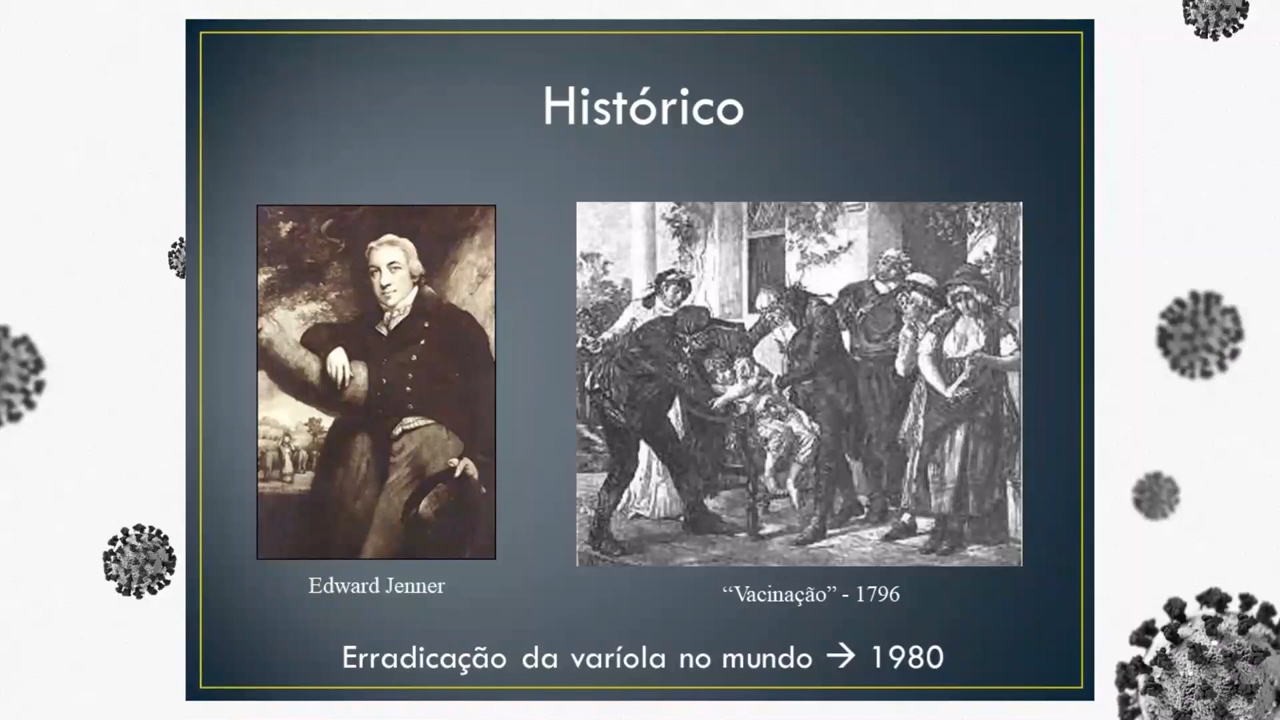 Histórico
Edward Jenner
“Vacinação” - 1796
Erradicação da varíola no mundo → 1980